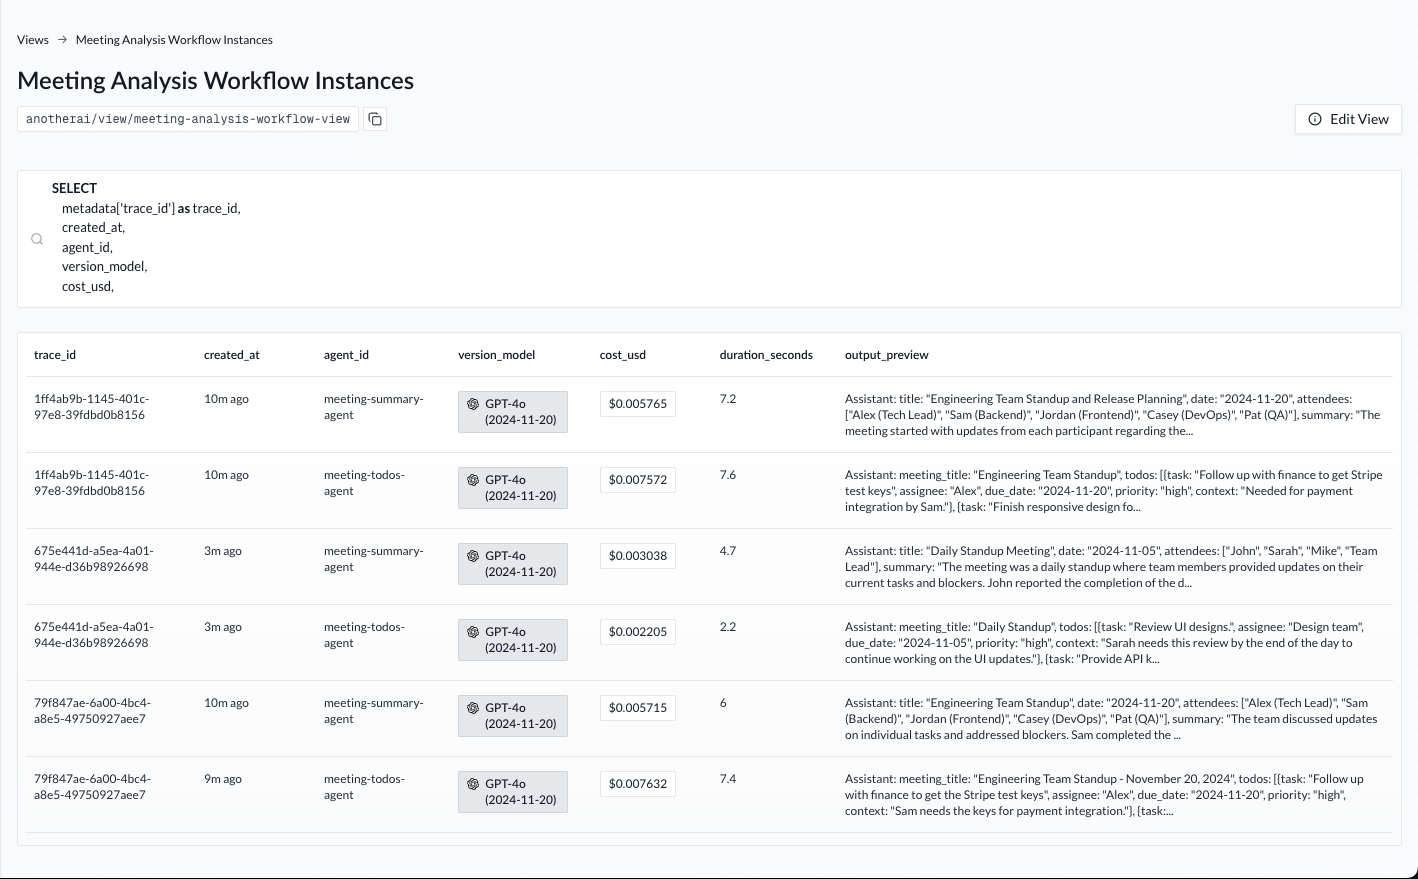 Views → Meeting Analysis Workflow Instances
Meeting Analysis Workflow Instances
anotherai/view/meeting-analysis-workflow-view
Edit View
SELECT
metadata['trace_id'] as trace_id,
created_at,
agent_id,
version_model,
cost_usd,
trace_id created_at agent_id version_model cost_usd duration_seconds output_preview
1ff4ab9b-1145-401c-
97e8-39fdbd0b8156
10m ago
meeting-summary-
agent
GPT-4o
(2024-11-20)
$0.005765
7.2
Assistant: title: "Engineering Team Standup and Release Planning", date: "2024-11-20", attendees:
["Alex (Tech Lead)", "Sam (Backend)", "Jordan (Frontend)", "Casey (DevOps)", "Pat (QA)"], summary: "The
meeting started with updates from each participant regarding the...
1ff4ab9b-1145-401c-
97e8-39fdbd0b8156
10m ago
meeting-todos-
agent
GPT-4o
(2024-11-20)
$0.007572
7.6
Assistant: meeting_title: "Engineering Team Standup", todos: [{task: "Follow up with finance to get Stripe
test keys", assignee: "Alex", due_date: "2024-11-20", priority: "high", context: "Needed for payment
integration by Sam."}, {task: "Finish responsive design fo...
675e441d-a5ea-4a01-
944e-d36b98926698
3m ago
meeting-summary-
agent
GPT-4o
(2024-11-20)
$0.003038
4.7
Assistant: title: "Daily Standup Meeting", date: "2024-11-05", attendees: ["John", "Sarah", "Mike", "Team
Lead"], summary: "The meeting was a daily standup where team members provided updates on their
current tasks and blockers. John reported the completion of the d...
675e441d-a5ea-4a01-
944e-d36b98926698
3m ago
meeting-todos-
agent
GPT-4o
(2024-11-20)
$0.002205
2.2
Assistant: meeting_title: "Daily Standup", todos: [{task: "Review UI designs.", assignee: "Design team",
due_date: "2024-11-05", priority: "high", context: "Sarah needs this review by the end of the day to
continue working on the UI updates."}, {task: "Provide API k...
79f847ae-6a00-4bc4-
a8e5-49750927aee7
10m ago
meeting-summary-
agent
GPT-4o
(2024-11-20)
$0.005715
6
Assistant: title: "Engineering Team Standup", date: "2024-11-20", attendees: ["Alex (Tech Lead)", "Sam
(Backend)", "Jordan (Frontend)", "Casey (DevOps)", "Pat (QA)"], summary: "The team discussed updates
on individual tasks and addressed blockers. Sam completed the ...
79f847ae-6a00-4bc4-
a8e5-49750927aee7
9m ago
meeting-todos-
agent
GPT-4o
(2024-11-20)
$0.007632
7.4
Assistant: meeting_title: "Engineering Team Standup - November 20, 2024", todos: [{task: "Follow up
with finance to get the Stripe test keys", assignee: "Alex", due_date: "2024-11-20", priority: "high",
context: "Sam needs the keys for payment integration."}, {task:...